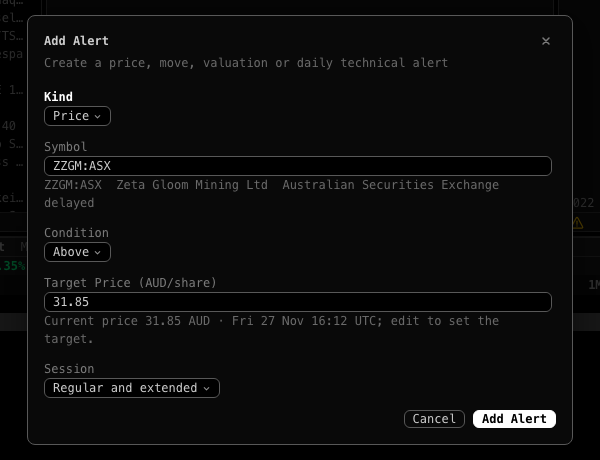 Add Alert ×
Create a price, move, valuation or daily technical alert
Kind
Price
Symbol
ZZGM:ASX
ZZGM:ASX Zeta Gloom Mining Ltd Australian Securities Exchange
delayed
022
Condition
Above
.35%
Target Price (AUD/share)
31.85
Current price 31.85 AUD · Fri 27 Nov 16:12 UTC; edit to set the
target.
Session
Regular and extended
Cancel Add Alert